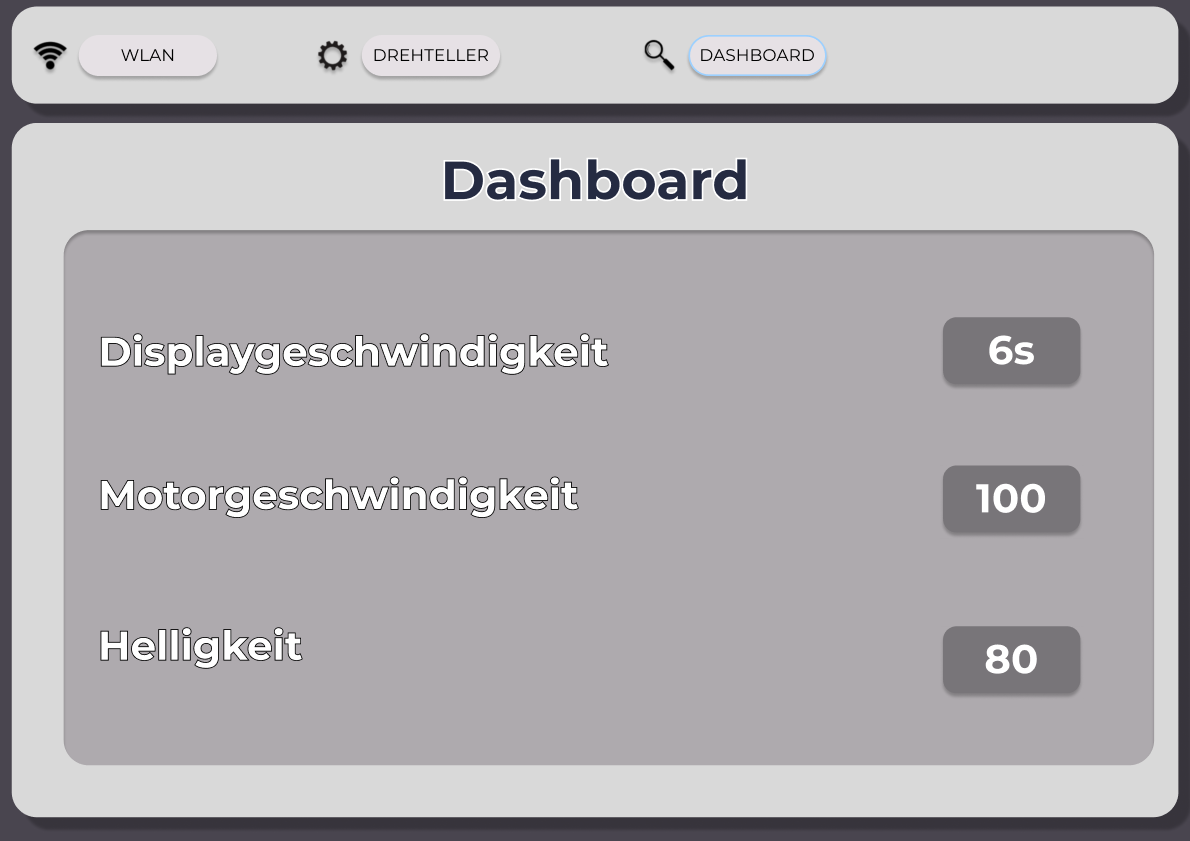 WLAN DREHTELLER DASHBOARD
Dashboard
Displaygeschwindigkeit 6s
Motorgeschwindigkeit 100
Helligkeit 80